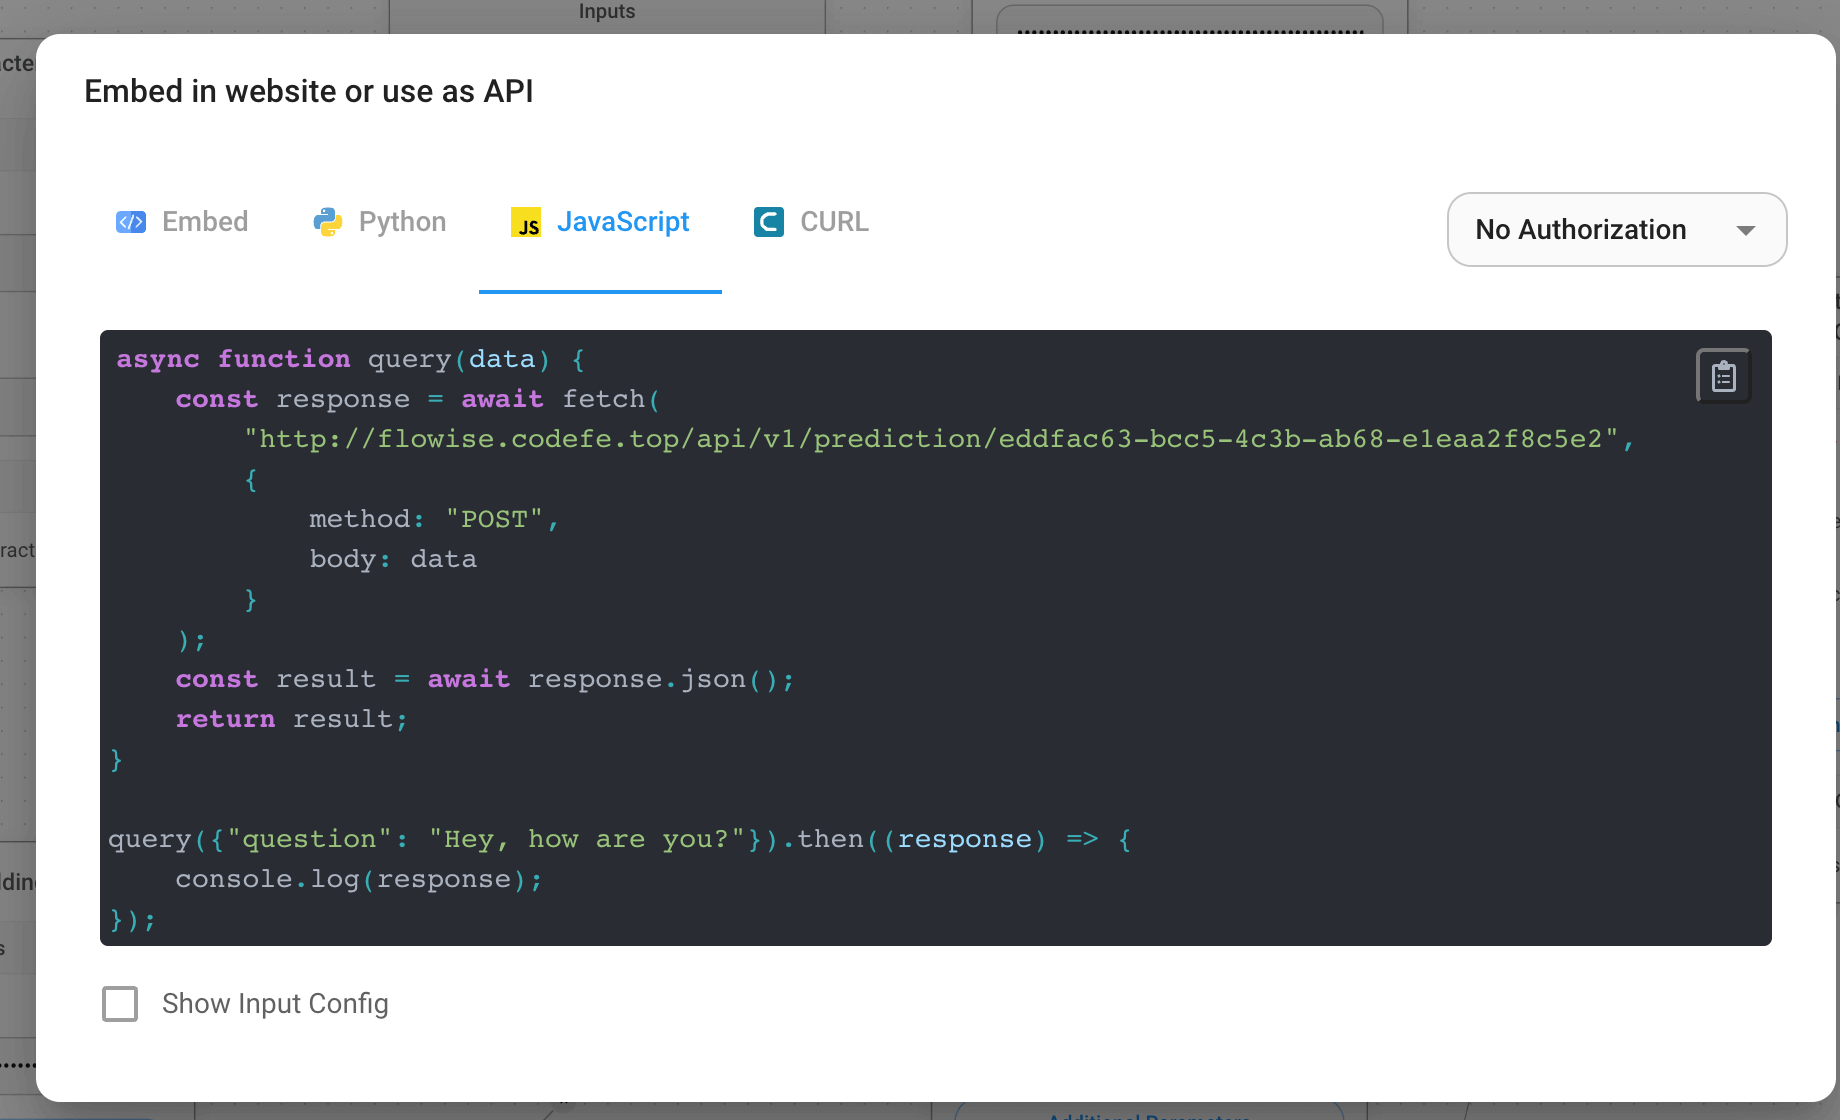 Inputs
Embed in website or use as API
Embed
Python
JS JavaScript
CURL
No Authorization
async function query(data) {
    const response = await fetch(
        "http://flowise.codefe.top/api/v1/prediction/eddfac63-bcc5-4c3b-ab68-e1eaa2f8c5e2",
        {
            method: "POST",
            body: data
        }
    );
    const result = await response.json();
    return result;
}
query({"question": "Hey, how are you?"}).then((response) => {
    console.log(response);
});
Show Input Config